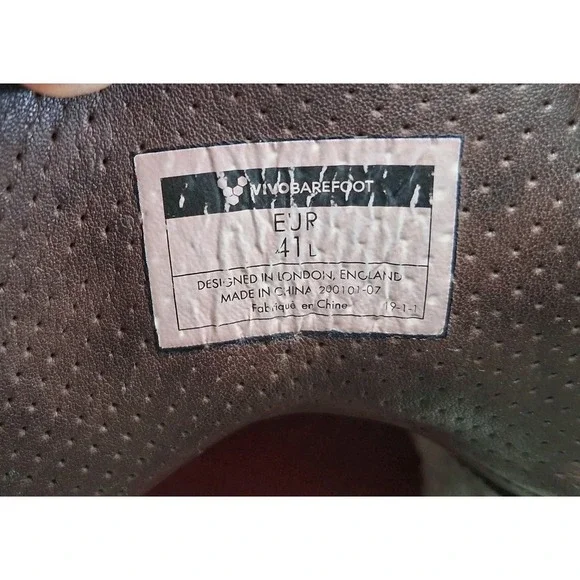 VIVOBAREFOOT
EUR
41 L
DESIGNED IN LONDON, ENGLAND
MADE IN CHINA 200101-07
Fabriqué en Chine 19-1-1